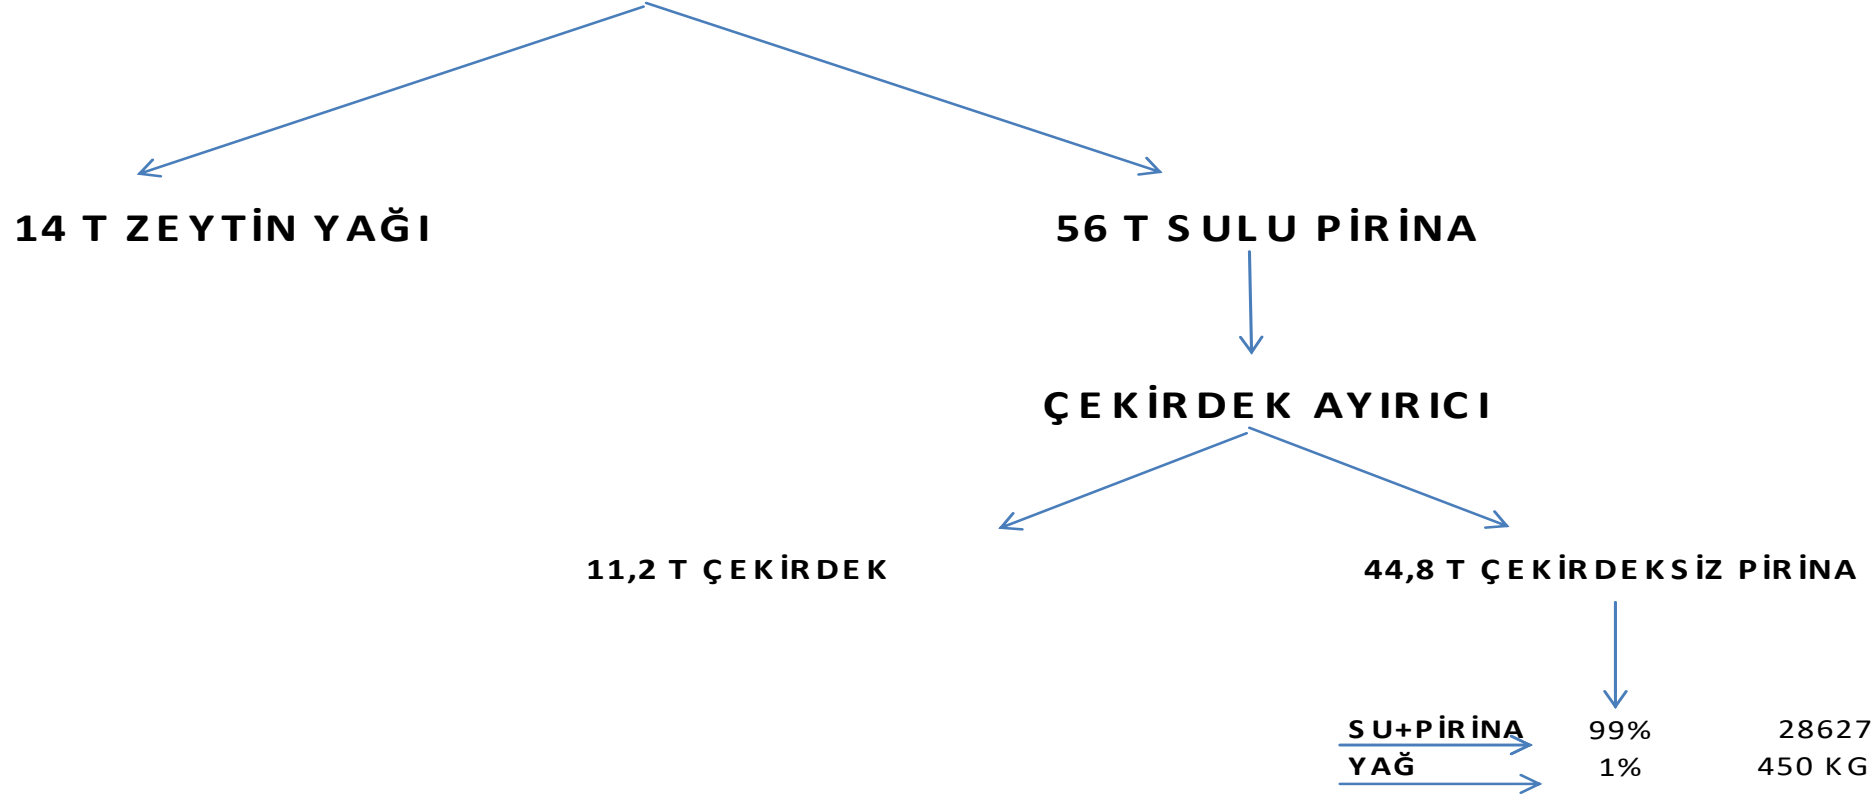 14 T ZEYTİN YAĞI
56 T SULU PİRİNA
ÇEKİRDEK AYIRICI
11,2 T ÇEKİRDEK
44,8 T ÇEKİRDEKSİZ PİRİNA
SU+PİRİNA 99% 28627
YAĞ 1% 450 KG